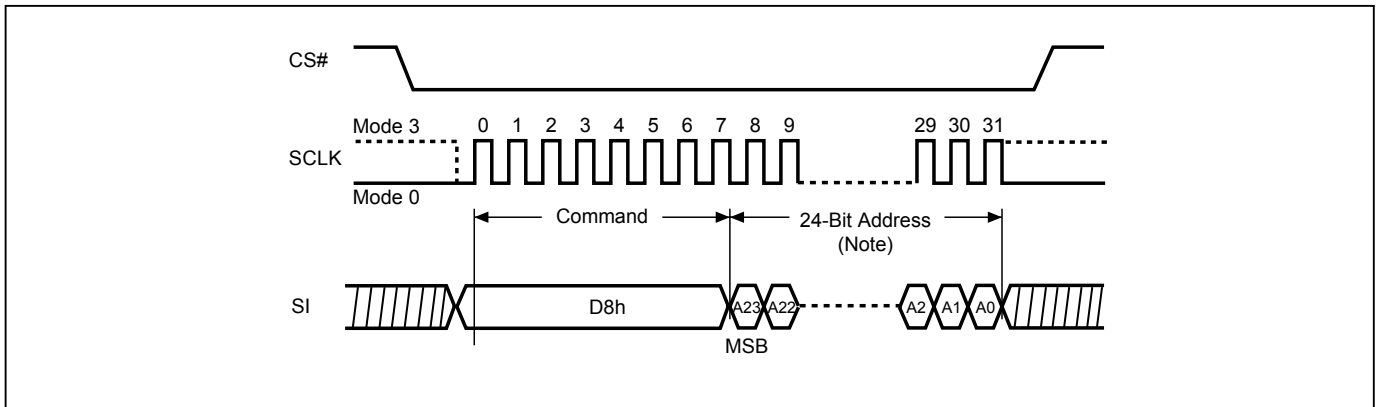 CS#
Mode 3
0 1 2 3 4 5 6 7 8 9 29 30 31
SCLK
Mode 0
Command
24-Bit Address
(Note)
SI
D8h
A23 A22 A2 A1 A0
MSB